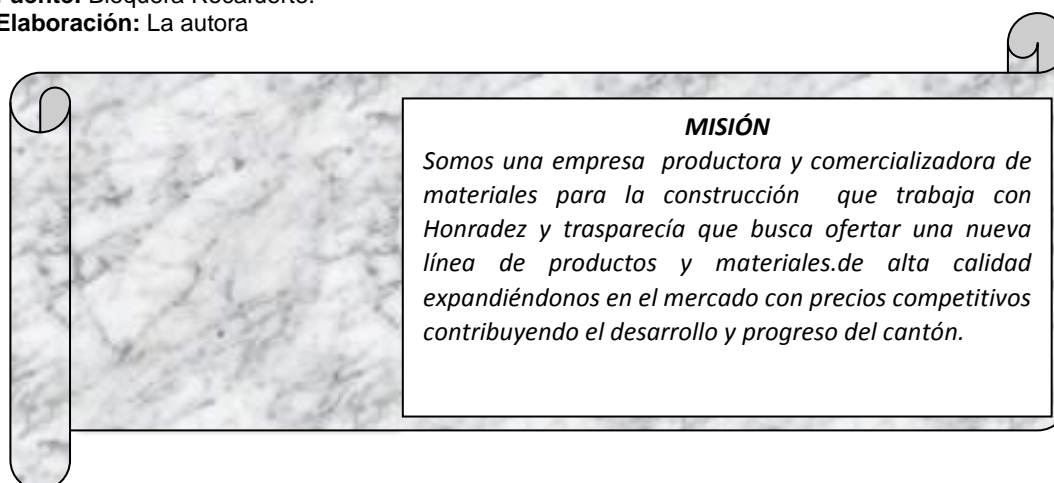 Elaboración: La autora
MISIÓN
Somos una empresa productora y comercializadora de
materiales para la construcción que trabaja con
Honradez y trasparecía que busca ofertar una nueva
línea de productos y materiales.de alta calidad
expandiéndonos en el mercado con precios competitivos
contribuyendo el desarrollo y progreso del cantón.